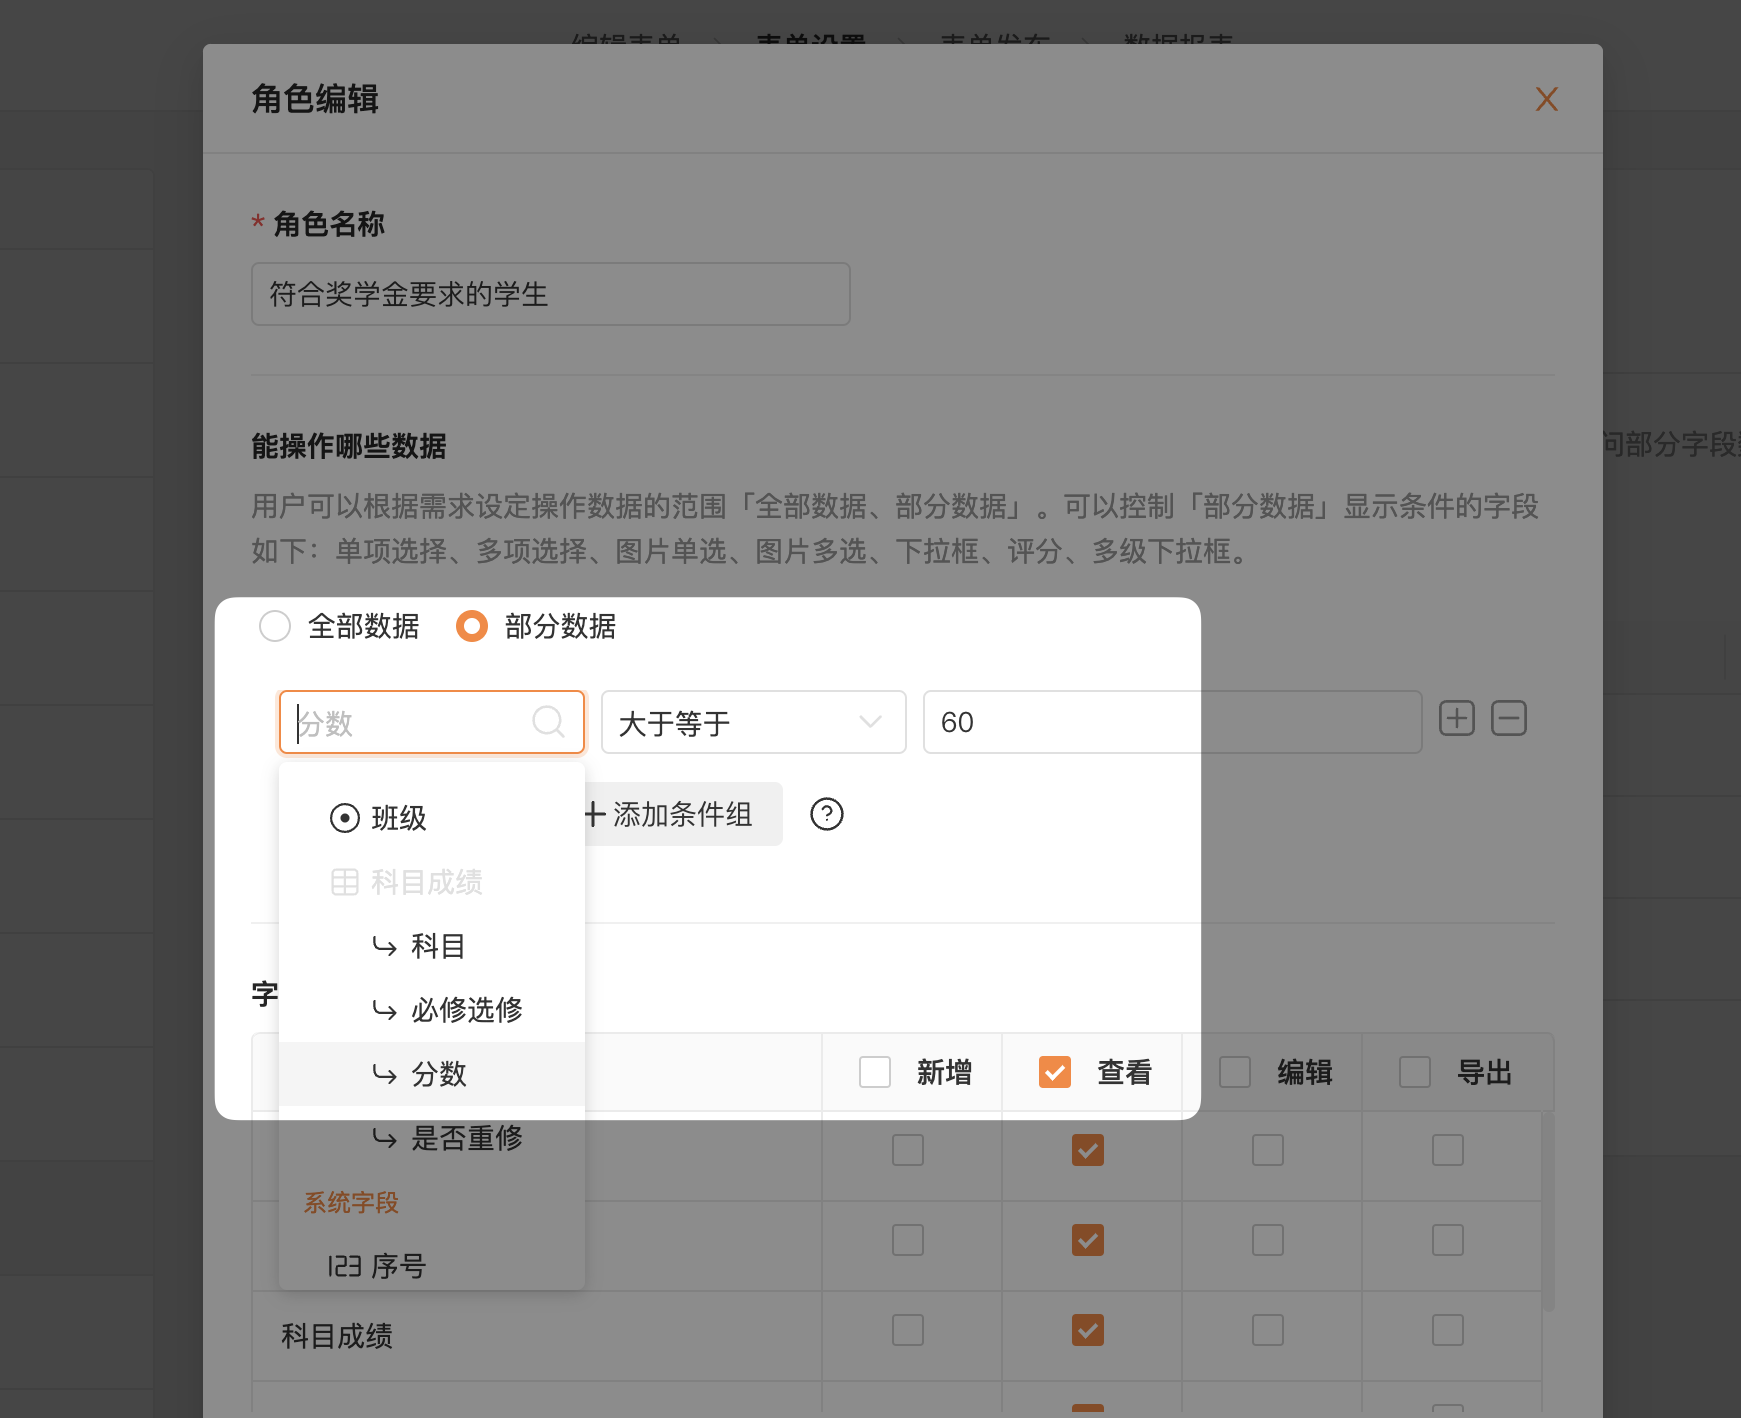 编辑表单 表单设置 表单发布 数据报表
角色编辑
* 角色名称
符合奖学金要求的学生
能操作哪些数据
问部分字段
用户可以根据需求设定操作数据的范围「全部数据、部分数据」。可以控制「部分数据」显示条件的字段
如下：单项选择、多项选择、图片单选、图片多选、下拉框、评分、多级下拉框。
全部数据 部分数据
分数 大于等于 60
班级
+添加条件组 ?
科目成绩
科目
字
必修选修
分数
新增 查看 编辑 导出
是否重修
系统字段
123 序号
科目成绩